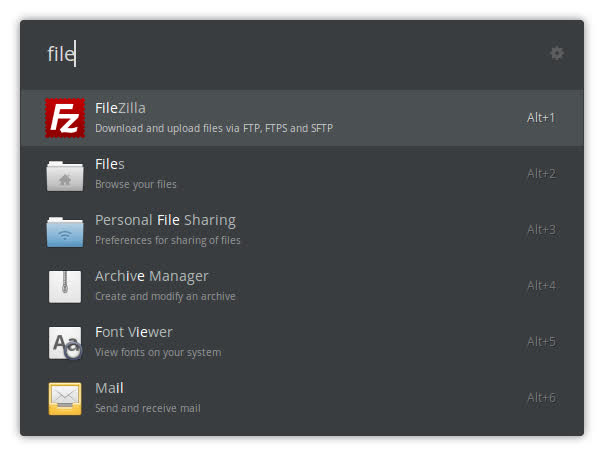 file
FileZilla
Download and upload files via FTP, FTPS and SFTP
Alt+1
Files
Browse your files
Alt+2
Personal File Sharing
Preferences for sharing of files
Alt+3
Archive Manager
Create and modify an archive
Alt+4
Font Viewer
View fonts on your system
Alt+5
Mail
Send and receive mail
Alt+6